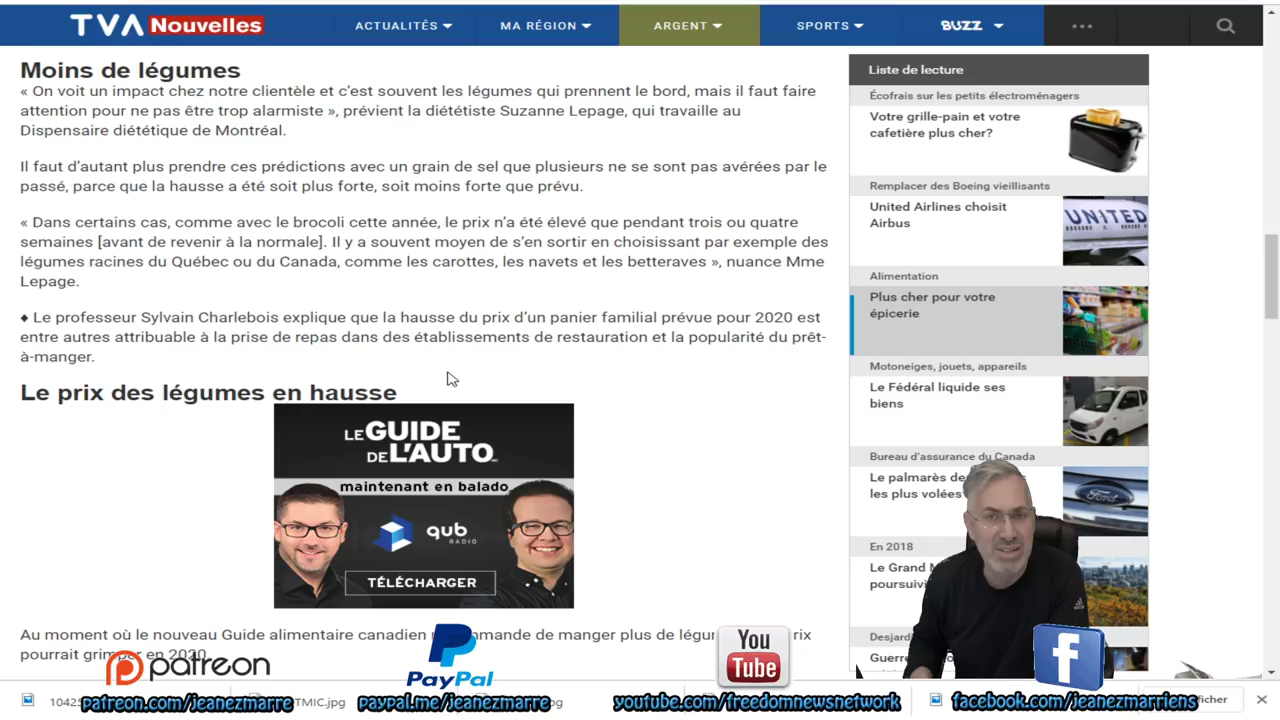 TVA Nouvelles
ACTUALITÉS
MA RÉGION
ARGENT
SPORTS
BUZZ
Moins de légumes
« On voit un impact chez notre clientèle et c’est souvent les légumes qui prennent le bord, mais il faut faire
attention pour ne pas être trop alarmiste », prévient la diététiste Suzanne Lepage, qui travaille au
Dispensaire diététique de Montréal.
Il faut d’autant plus prendre ces prédictions avec un grain de sel que plusieurs ne se sont pas avérées par le
passé, parce que la hausse a été soit plus forte, soit moins forte que prévu.
« Dans certains cas, comme avec le brocoli cette année, le prix n’a été élevé que pendant trois ou quatre
semaines [avant de revenir à la normale]. Il y a souvent moyen de s’en sortir en choisissant par exemple des
légumes racines du Québec ou du Canada, comme les carottes, les navets et les betteraves », nuance Mme
Lepage.
♦ Le professeur Sylvain Charlebois explique que la hausse du prix d’un panier familial prévue pour 2020 est
entre autres attribuable à la prise de repas dans des établissements de restauration et la popularité du prêt-
à-manger.
Le prix des légumes en hausse
LE GUIDE
DE L'AUTO
maintenant en balado
qub
RADIO
TÉLÉCHARGER
Au moment où le nouveau Guide alimentaire canadien de manger plus de
pourrait en 2020
Liste de lecture
Écofrais sur les petits électroménagers
Votre grille-pain et votre
cafetière plus cher?
Remplacer des Boeing vieillisants
United Airlines choisit
Airbus
UNITED
Alimentation
Plus cher pour votre
épicerie
Motoneiges, jouets, appareils
Le Fédéral liquide ses
biens
Bureau d'assurance du Canada
Le palmarès
les plus volées
Ford
En 2018
Le Grand
patreon
PayPal
You
Tube
f
patreon.com/jeanezmarre
paypal.me/jeanezmarre
youtube.com/freedomnewsnetwork
facebook.com/jeanezmarriens
TMIC.jpg